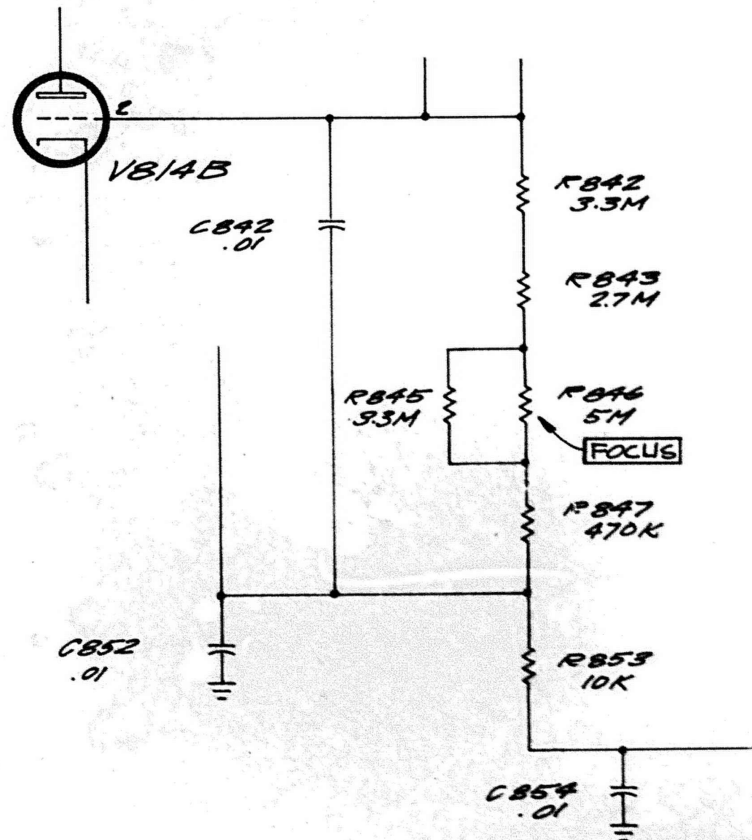 2
V814B
R842
3.3M
C842
.01
R843
2.7M
R845
3.3M
R846
5M
FOCUS
R847
470K
C852
.01
R853
10K
C854
.01